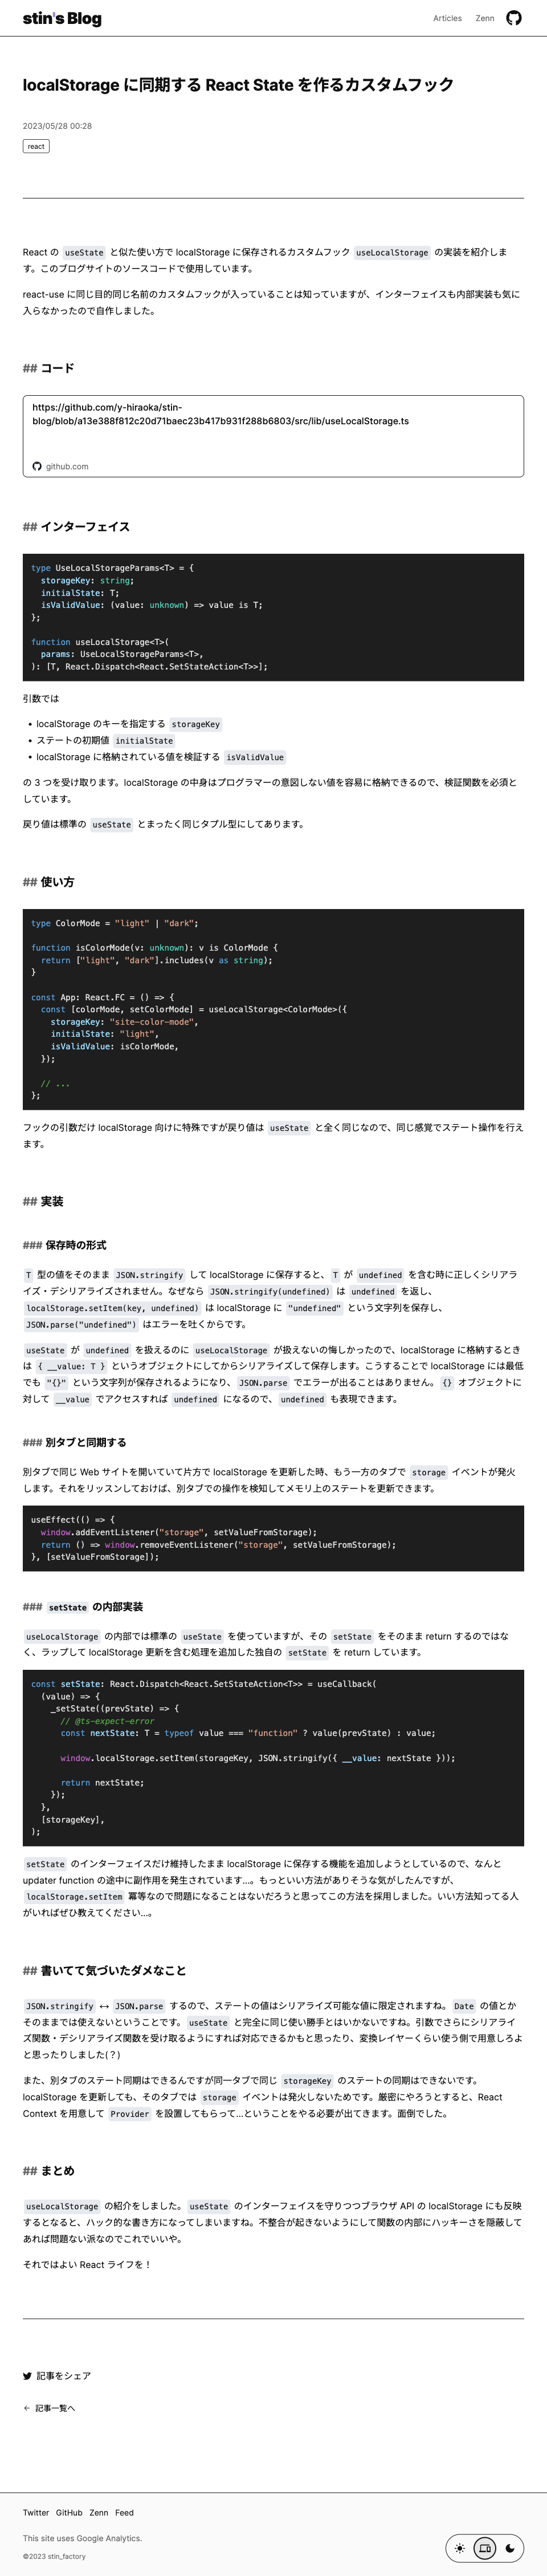 stin's Blog
Articles Zenn
localStorage に同期する React State を作るカスタムフック
2023/05/28 00:28
react
React の useState と似た使い方で localStorage に保存されるカスタムフック useLocalStorage の実装を紹介しま
す。このブログサイトのソースコードで使用しています。
react-use に同じ目的同じ名前のカスタムフックが入っていることは知っていますが、インターフェイスも内部実装も気に
入らなかったので自作しました。
## コード
https://github.com/y-hiraoka/stin-
blog/blob/a13e388f812c20d71baec23b417b931f288b6803/src/lib/useLocalStorage.ts
github.com
## インターフェイス
type UseLocalStorageParams<T> = {
  storageKey: string;
  initialState: T;
  isValidValue: (value: unknown) => value is T;
};
function useLocalStorage<T>(
  params: UseLocalStorageParams<T>,
): [T, React.Dispatch<React.SetStateAction<T>>];
引数では
• localStorage のキーを指定する storageKey
• ステートの初期値 initialState
• localStorage に格納されている値を検証する isValidValue
の 3 つを受け取ります。localStorage の中身はプログラマーの意図しない値を容易に格納できるので、検証関数を必須と
しています。
戻り値は標準の useState とまったく同じタプル型にしてあります。
## 使い方
type ColorMode = "light" | "dark";
function isColorMode(v: unknown): v is ColorMode {
  return ["light", "dark"].includes(v as string);
}
const App: React.FC = () => {
  const [colorMode, setColorMode] = useLocalStorage<ColorMode>({
    storageKey: "site-color-mode",
    initialState: "light",
    isValidValue: isColorMode,
  });
  // ...
};
フックの引数だけ localStorage 向けに特殊ですが戻り値は useState と全く同じなので、同じ感覚でステート操作を行え
ます。
## 実装
### 保存時の形式
T 型の値をそのまま JSON.stringify して localStorage に保存すると、 T が undefined を含む時に正しくシリアラ
イズ・デシリアライズされません。なぜなら JSON.stringify(undefined) は undefined を返し、
localStorage.setItem(key, undefined) は localStorage に "undefined" という文字列を保存し、
JSON.parse("undefined") はエラーを吐くからです。
useState が undefined を扱えるのに useLocalStorage が扱えないの悔しかったので、localStorage に格納するときは
{ __value: T } というオブジェクトにしてからシリアライズして保存します。こうすることで localStorage には最低
でも "{}" という文字列が保存されるようになり、 JSON.parse でエラーが出ることはありません。 {} オブジェクトに
対して __value でアクセスすれば undefined になるので、 undefined も表現できます。
### 別タブと同期する
別タブで同じ Web サイトを開いていて片方で localStorage を更新した時、もう一方のタブで storage イベントが発火
します。それをリッスンしておけば、別タブでの操作を検知してメモリ上のステートを更新できます。
useEffect(() => {
  window.addEventListener("storage", setValueFromStorage);
  return () => window.removeEventListener("storage", setValueFromStorage);
}, [setValueFromStorage]);
### setState の内部実装
useLocalStorage の内部では標準の useState を使っていますが、その setState をそのまま return するのではな
く、ラップして localStorage 更新を含む処理を追加した独自の setState を return しています。
const setState: React.Dispatch<React.SetStateAction<T>> = useCallback(
  (value) => {
    _setState((prevState) => {
      // @ts-expect-error
      const nextState: T = typeof value === "function" ? value(prevState) : value;
      window.localStorage.setItem(storageKey, JSON.stringify({ __value: nextState }));
      return nextState;
    });
  },
  [storageKey],
);
setState のインターフェイスだけ維持したまま localStorage に保存する機能を追加しようとしているので、なんと
updater function の途中に副作用を発生されています...。もっといい方法がありそうな気がしたんですが、
localStorage.setItem 冪等なので問題になることはないだろうと思ってこの方法を採用しました。いい方法知ってる人
がいればぜひ教えてください...。
## 書いてて気づいたダメなこと
JSON.stringify ↔ JSON.parse するので、ステートの値はシリアライズ可能な値に限定されますね。 Date の値とか
そのままでは使えないということです。 useState と完全に同じ使い勝手とはいかないですね。引数でさらにシリアライ
ズ関数・デシリアライズ関数を受け取るようにすれば対応できるかもと思ったり、変換レイヤーくらい使う側で用意しろよ
と思ったりしました(？)
また、別タブのステート同期はできるんですが同一タブで同じ storageKey のステートの同期はできないです。
localStorage を更新しても、そのタブでは storage イベントは発火しないためです。厳密にやろうとすると、React
Context を用意して Provider を設置してもらって...ということをやる必要が出てきます。面倒でした。
## まとめ
useLocalStorage の紹介をしました。 useState のインターフェイスを守りつつブラウザ API の localStorage にも反映
するとなると、ハック的な書き方になってしまいますね。不整合が起きないようにして関数の内部にハッキーさを隠蔽して
あれば問題ない派なのでこれでいいや。
それではよい React ライフを！
記事をシェア
← 記事一覧へ
Twitter GitHub Zenn Feed
This site uses Google Analytics.
©2023 stin_factory